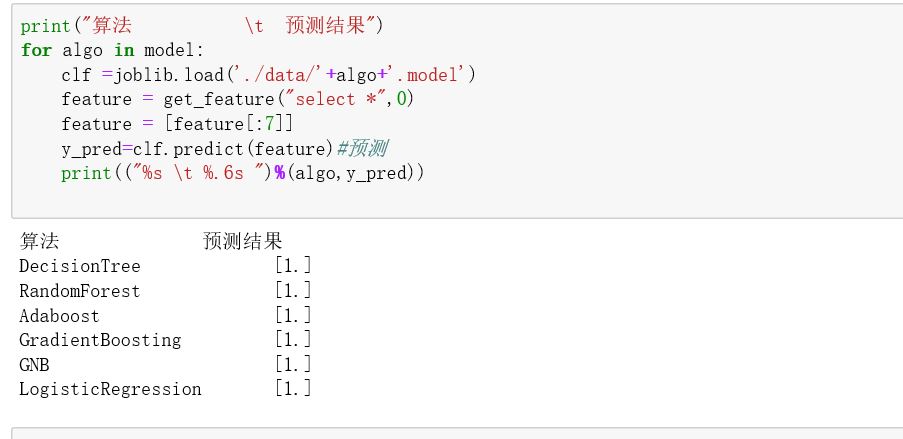 print("算法           \t  预测结果")
for algo in model:
    clf =joblib.load('./data/'+algo+'.model')
    feature = get_feature("select *",0)
    feature = [feature[:7]]
    y_pred=clf.predict(feature)#预测
    print(("%s \t %.6s ")%(algo,y_pred))
算法              预测结果
DecisionTree             [1.]
RandomForest             [1.]
Adaboost                 [1.]
GradientBoosting         [1.]
GNB                      [1.]
LogisticRegression       [1.]